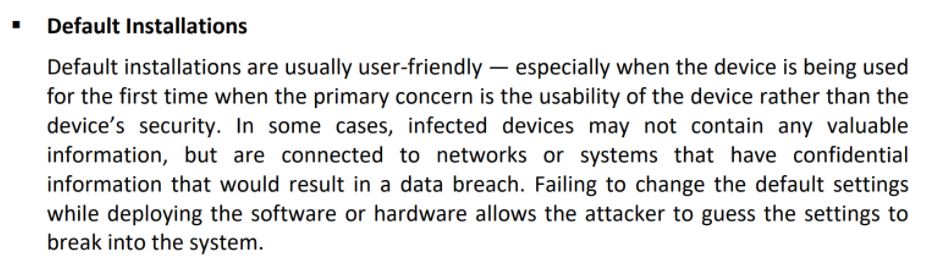 ▪ Default Installations
Default installations are usually user-friendly — especially when the device is being used
for the first time when the primary concern is the usability of the device rather than the
device’s security. In some cases, infected devices may not contain any valuable
information, but are connected to networks or systems that have confidential
information that would result in a data breach. Failing to change the default settings
while deploying the software or hardware allows the attacker to guess the settings to
break into the system.